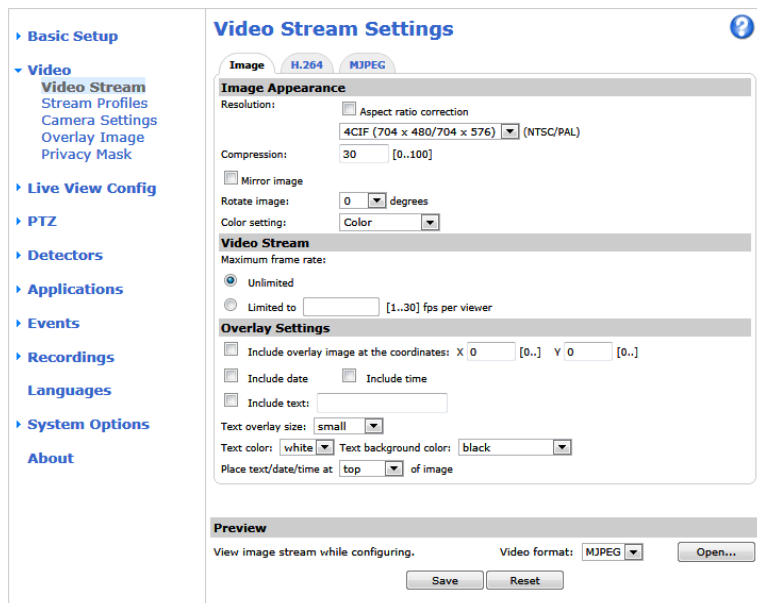 Basic Setup
Video
Video Stream
Stream Profiles
Camera Settings
Overlay Image
Privacy Mask
Live View Config
PTZ
Detectors
Applications
Events
Recordings
Languages
System Options
About
Video Stream Settings
?
Image H.264 MJPEG
Image Appearance
Resolution: Aspect ratio correction
4CIF (704 x 480/704 x 576) (NTSC/PAL)
Compression: 30 [0..100]
Mirror image
Rotate image: 0 degrees
Color setting: Color
Video Stream
Maximum frame rate:
Unlimited
Limited to [1..30] fps per viewer
Overlay Settings
Include overlay image at the coordinates: X 0 [0..] Y 0 [0..]
Include date Include time
Include text:
Text overlay size: small
Text color: white Text background color: black
Place text/date/time at top of image
Preview
View image stream while configuring. Video format: MJPEG Open...
Save Reset